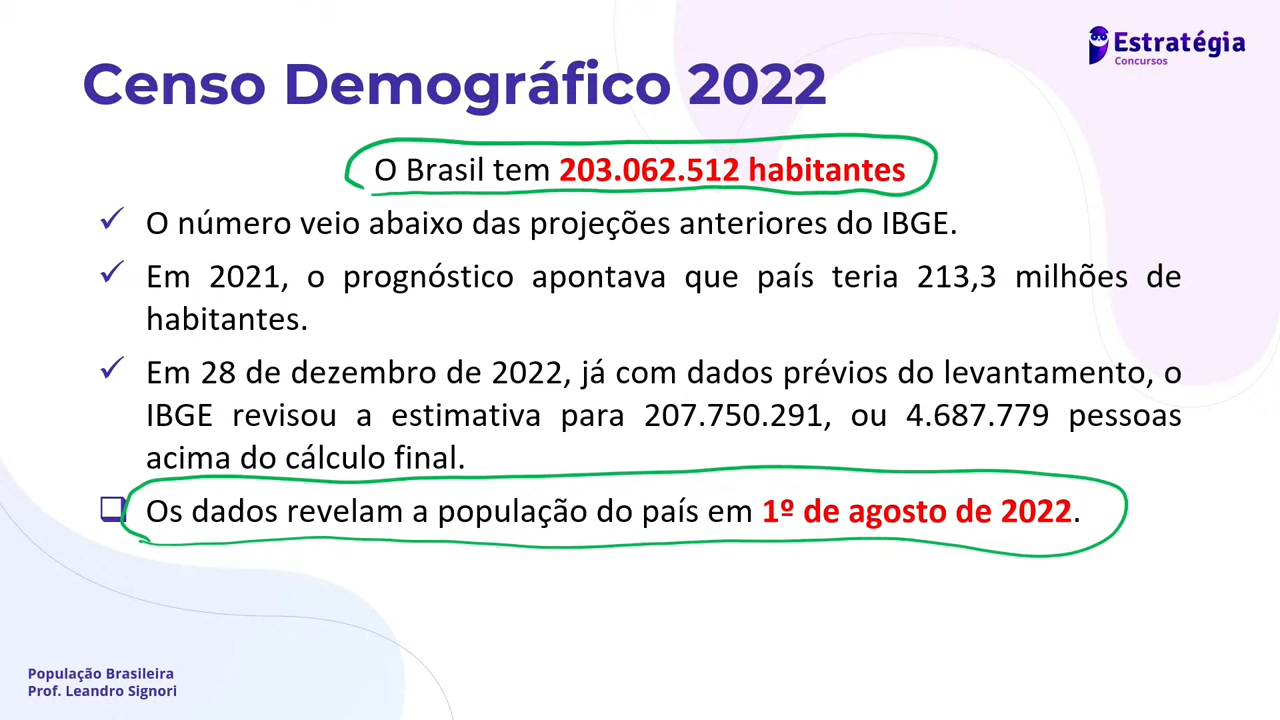 Estratégia
Concursos
Censo Demográfico 2022
O Brasil tem 203.062.512 habitantes
O número veio abaixo das projeções anteriores do IBGE.
Em 2021, o prognóstico apontava que país teria 213,3 milhões de
habitantes.
Em 28 de dezembro de 2022, já com dados prévios do levantamento, o
IBGE revisou a estimativa para 207.750.291, ou 4.687.779 pessoas
acima do cálculo final.
Os dados revelam a população do país em 1º de agosto de 2022.
População Brasileira
Prof. Leandro Signori